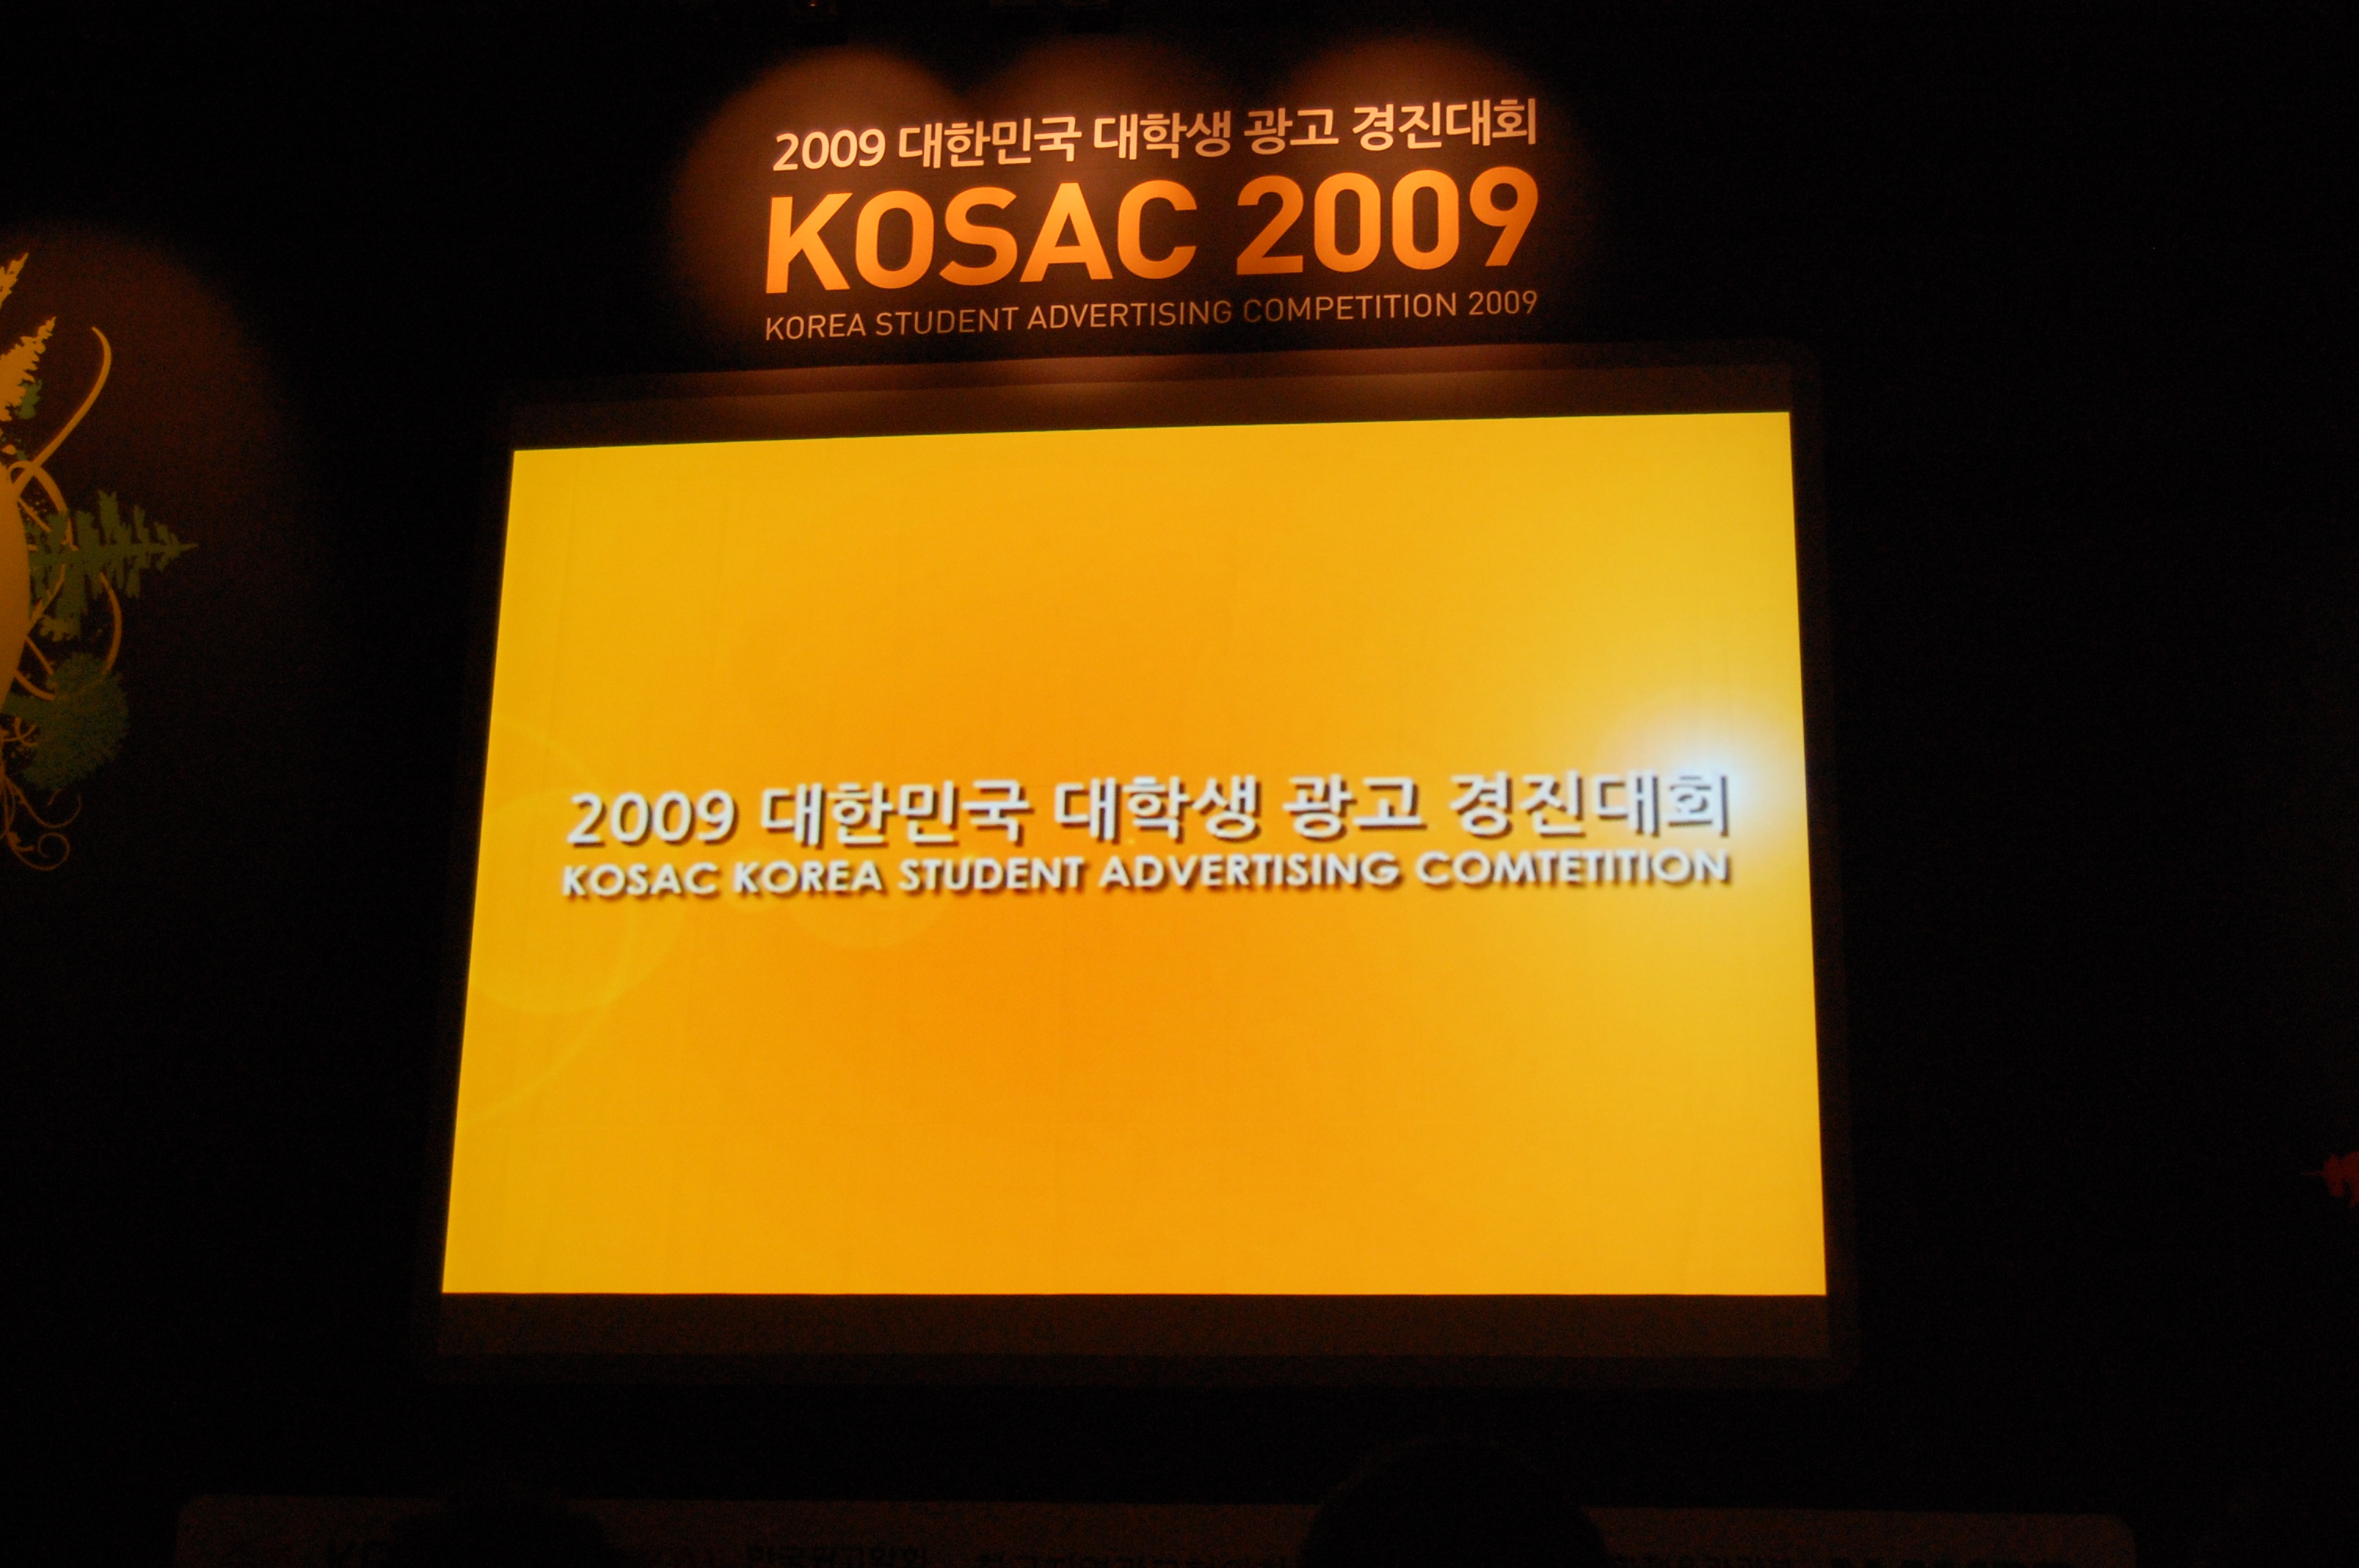 2009 대한민국 대학생 광고 경진대회
KOSAC 2009
KOREA STUDENT ADVERTISING COMPETITION 2009
2009 대한민국 대학생 광고 경진대회
KOSAC KOREA STUDENT ADVERTISING COMTETITION